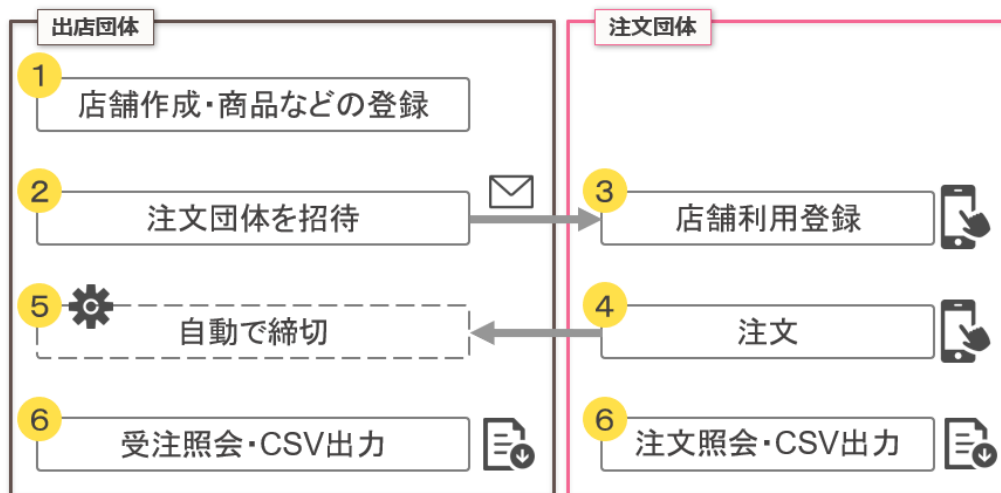 出店団体
注文団体
1
店舗作成・商品などの登録
2
注文団体を招待
3
店舗利用登録
5
自動で締切
4
注文
6
受注照会・CSV出力
6
注文照会・CSV出力